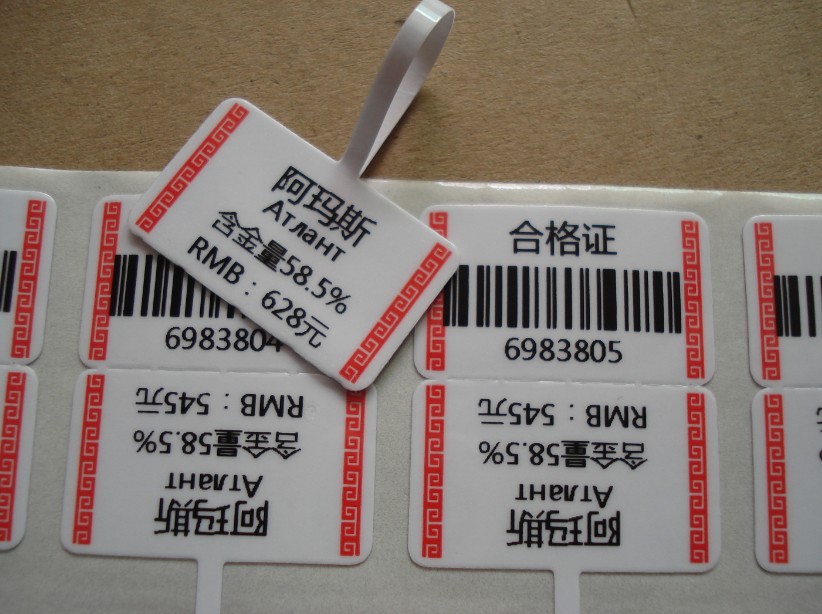 阿玛斯
Атлант
含金量58.5%
RMB：628元
合格证
6983805
6983804
RMB：545元
含金量58.5%
Атлант
阿玛斯
RMB：545元
含金量58.5%
Атлант
阿玛斯